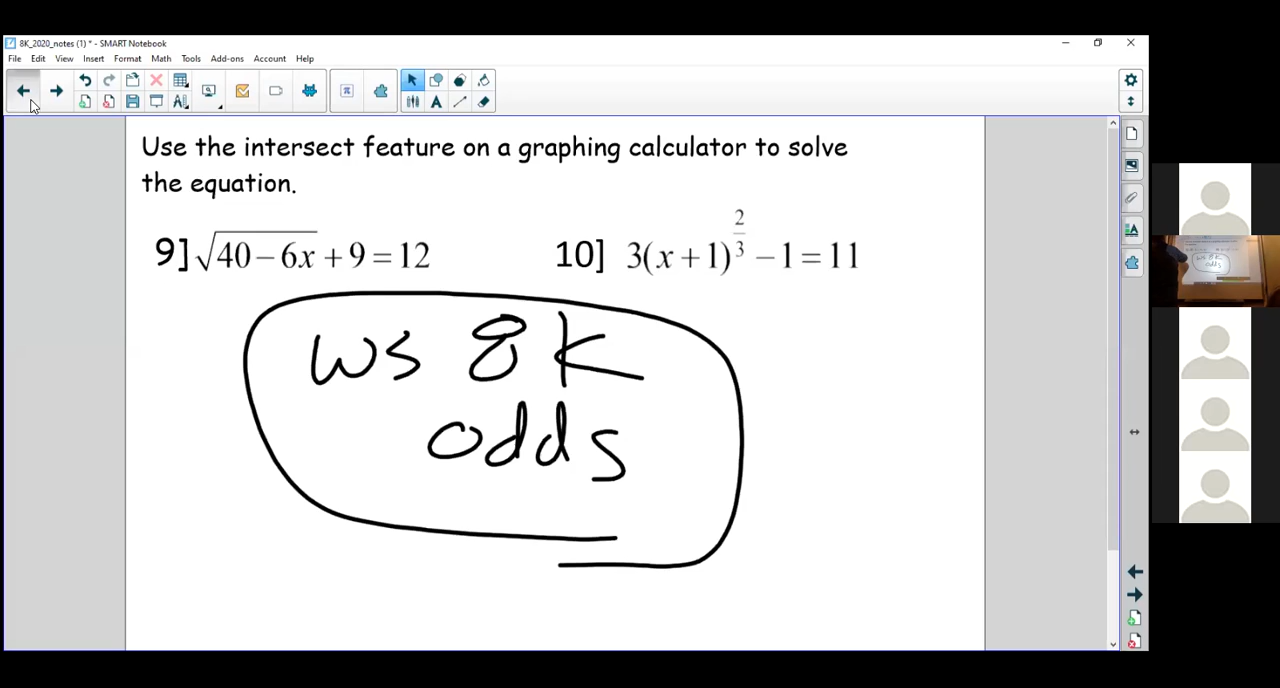 8K_2020_notes (1) * - SMART Notebook
File Edit View Insert Format Math Tools Add-ons Account Help
Use the intersect feature on a graphing calculator to solve
the equation.
9] √(40 − 6x) + 9 = 12
10] 3(x + 1)^(2/3) − 1 = 11
ws 8K
odds